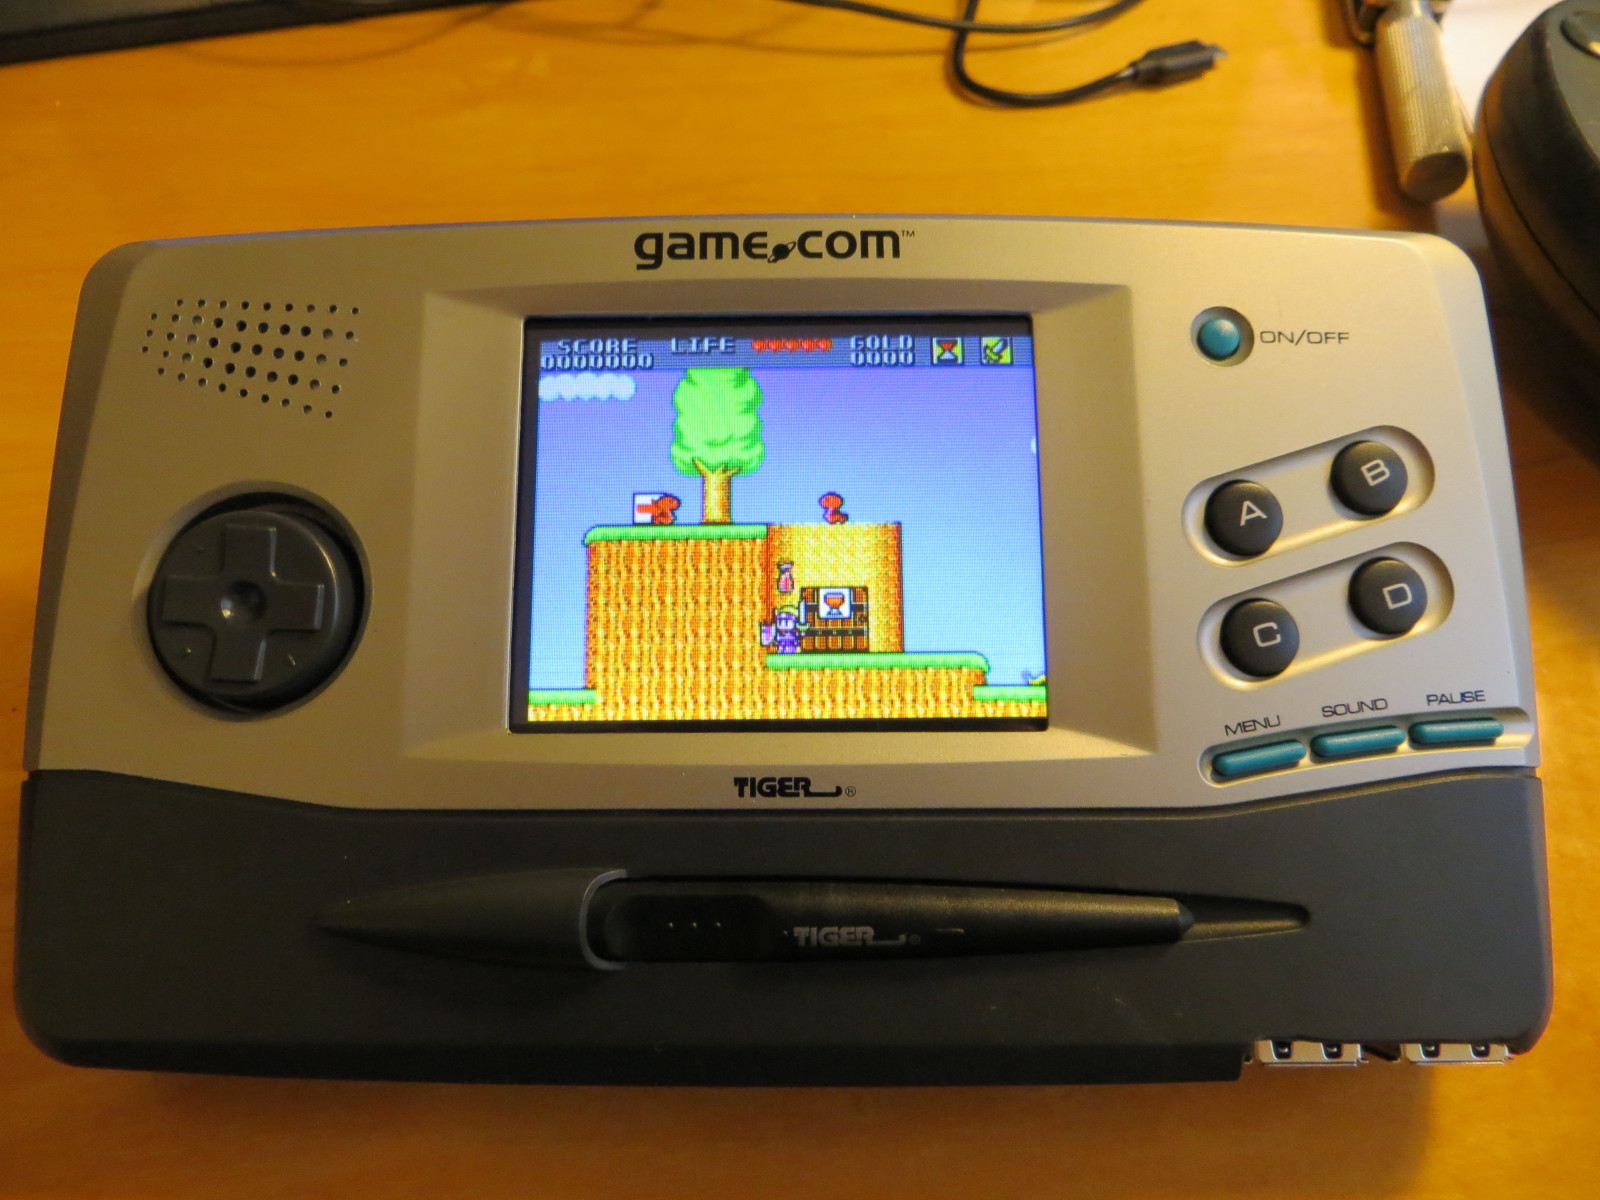 game.com™
SCORE LIFE GOLD
0000000 0000
ON/OFF
A B
C D
MENU SOUND PAUSE
TIGER®
TIGER®